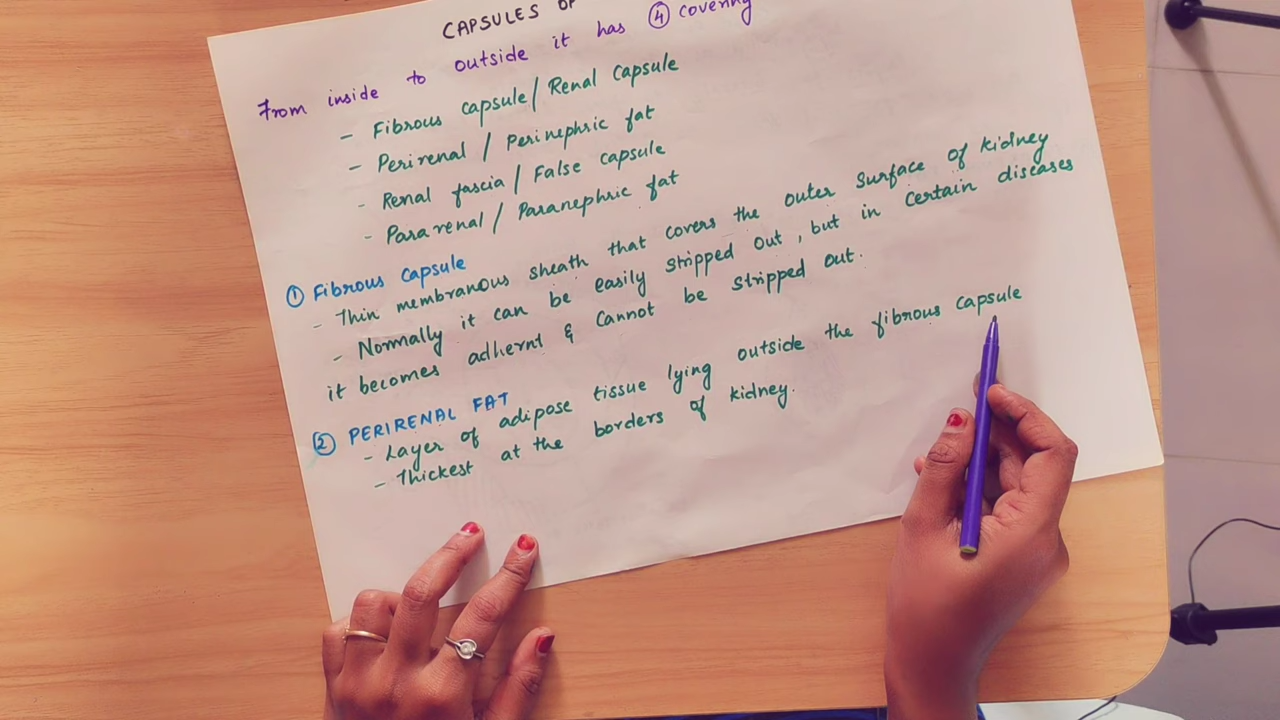 CAPSULES OF
From inside to outside it has ④ covering
- Fibrous capsule/ Renal Capsule
- Perirenal / Perinephric fat
- Renal fascia / False capsule
- Pararenal / Paranephric fat
① Fibrous Capsule
- Thin membranous sheath that covers the outer surface of kidney
- Normally it can be easily stripped out, but in certain diseases
it becomes adhernt & cannot be stripped out.
② PERIRENAL FAT
- Layer of adipose tissue lying outside the fibrous capsule
- Thickest at the borders of kidney.